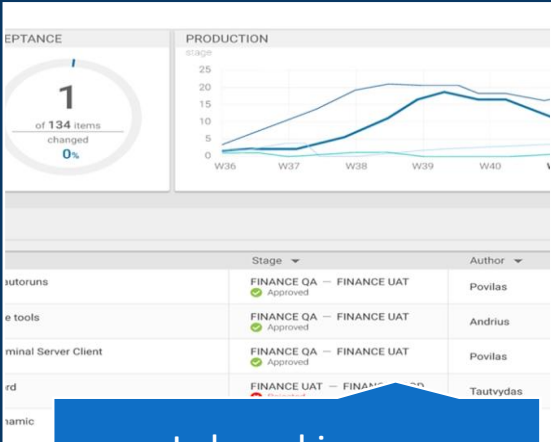 EPTANCE
1
of 134 items
changed
0%
PRODUCTION
stage
25
20
15
10
5
0
W36 W37 W38 W39 W40
Stage Author
autoruns FINANCE QA — FINANCE UAT Povilas
Approved
e tools FINANCE QA — FINANCE UAT Andrius
Approved
minal Server Client FINANCE QA — FINANCE UAT Povilas
Approved
rd FINANCE UAT — Tautvydas
namic